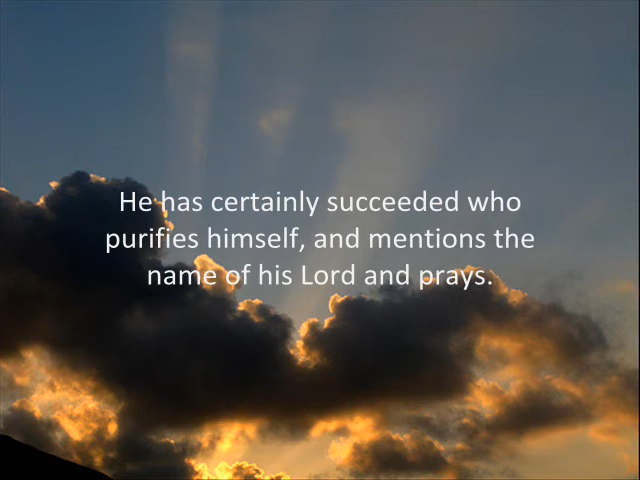 He has certainly succeeded who
purifies himself, and mentions the
name of his Lord and prays.